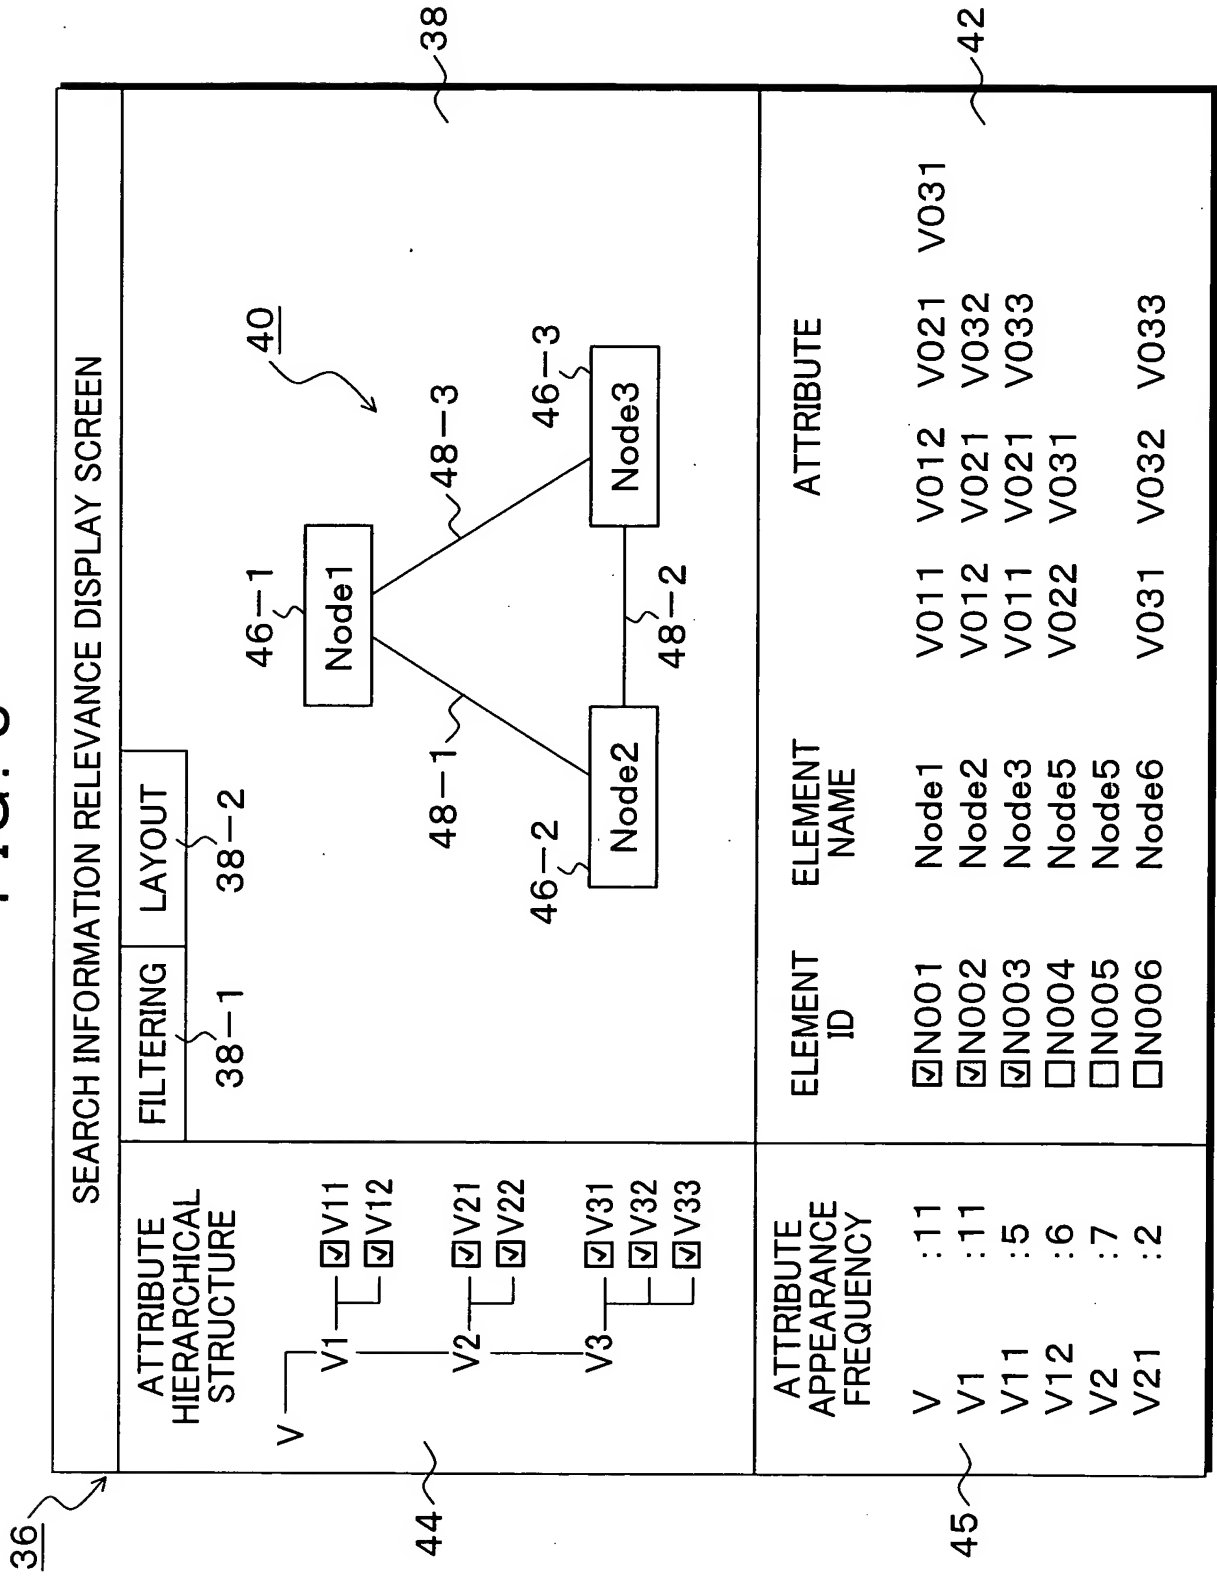 36
SEARCH INFORMATION RELEVANCE DISPLAY SCREEN
ATTRIBUTE
HIERARCHICAL
STRUCTURE
V
V1 V11
V12
V2 V21
V22
V3 V31
V32
V33
44
FILTERING LAYOUT
38-1 38-2
40
46-1
Node1
48-1 48-3
46-2 46-3
Node2 Node3
48-2
38
ATTRIBUTE
APPEARANCE
FREQUENCY
V :11
V1 :11
V11 :5
V12 :6
V2 :7
V21 :2
45
ELEMENT ID ELEMENT NAME ATTRIBUTE
N001 Node1 V011 V012 V021 V031
N002 Node2 V012 V021 V032
N003 Node3 V011 V021 V033
N004 Node5 V022 V031
N005 Node5
N006 Node6 V031 V032 V033
42